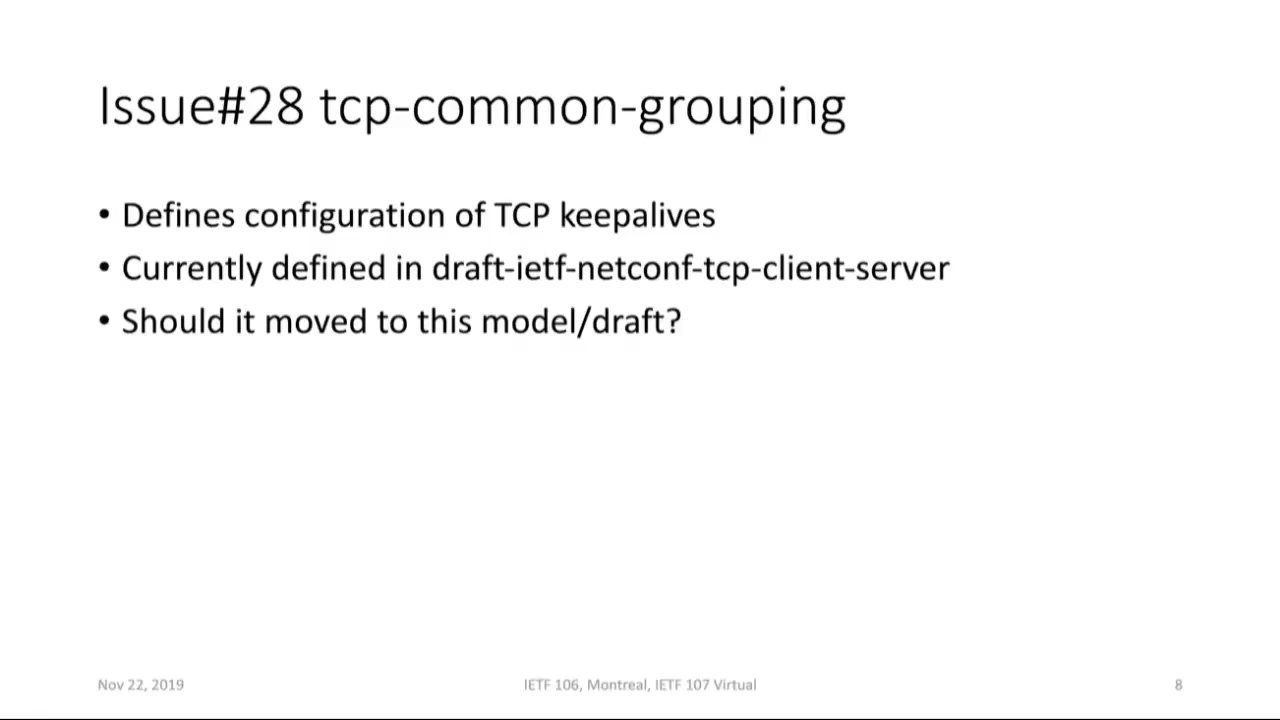 Issue#28 tcp-common-grouping
• Defines configuration of TCP keepalives
• Currently defined in draft-ietf-netconf-tcp-client-server
• Should it moved to this model/draft?
Nov 22, 2019
IETF 106, Montreal, IETF 107 Virtual
8